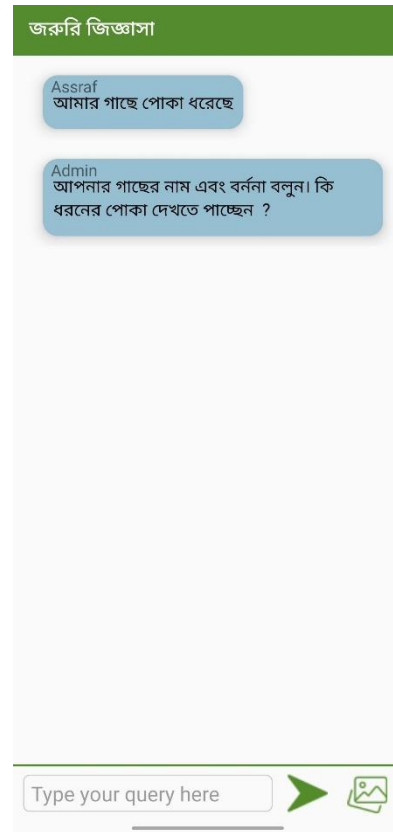 জরুরি জিজ্ঞাসা
Assraf
আমার গাছে পোকা ধরেছে
Admin
আপনার গাছের নাম এবং বর্ননা বলুন। কি
ধরনের পোকা দেখতে পাচ্ছেন ?
Type your query here